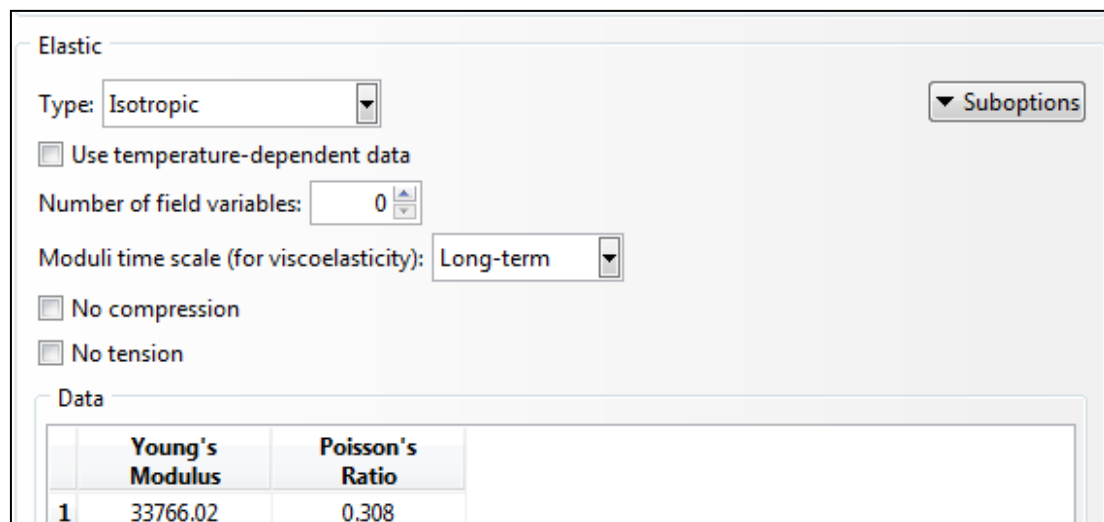 Elastic
Type: Isotropic Suboptions
Use temperature-dependent data
Number of field variables: 0
Moduli time scale (for viscoelasticity): Long-term
No compression
No tension
Data
Young's Poisson's
Modulus Ratio
1 33766.02 0.308